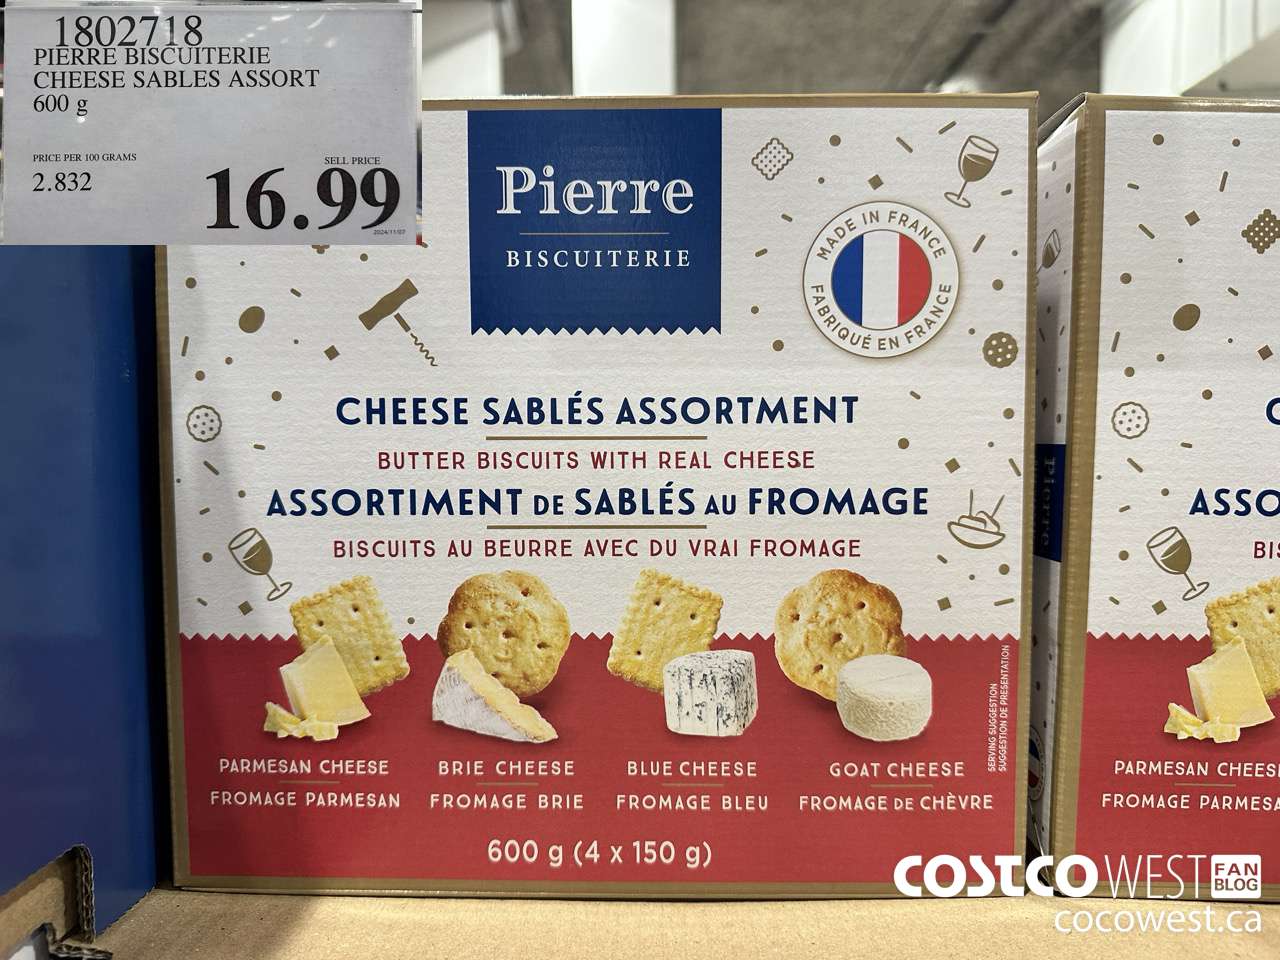 1802718
PIERRE BISCUITERIE
CHEESE SABLES ASSORT
600 g
PRICE PER 100 GRAMS
2.832
SELL PRICE
16.99
2024/11/07
Pierre
BISCUITERIE
MADE IN FRANCE
FABRIQUÉ EN FRANCE
CHEESE SABLÉS ASSORTMENT
BUTTER BISCUITS WITH REAL CHEESE
ASSORTIMENT DE SABLÉS AU FROMAGE
BISCUITS AU BEURRE AVEC DU VRAI FROMAGE
SERVING SUGGESTION
SUGGESTION DE PRESENTATION
PARMESAN CHEESE
FROMAGE PARMESAN
BRIE CHEESE
FROMAGE BRIE
BLUE CHEESE
FROMAGE BLEU
GOAT CHEESE
FROMAGE DE CHÈVRE
600 g (4 x 150 g)
Pierre
C
ASSO
BIS
PARMESAN CHEES
FROMAGE PARMESA
COSTCO WEST FAN BLOG
cocowest.ca